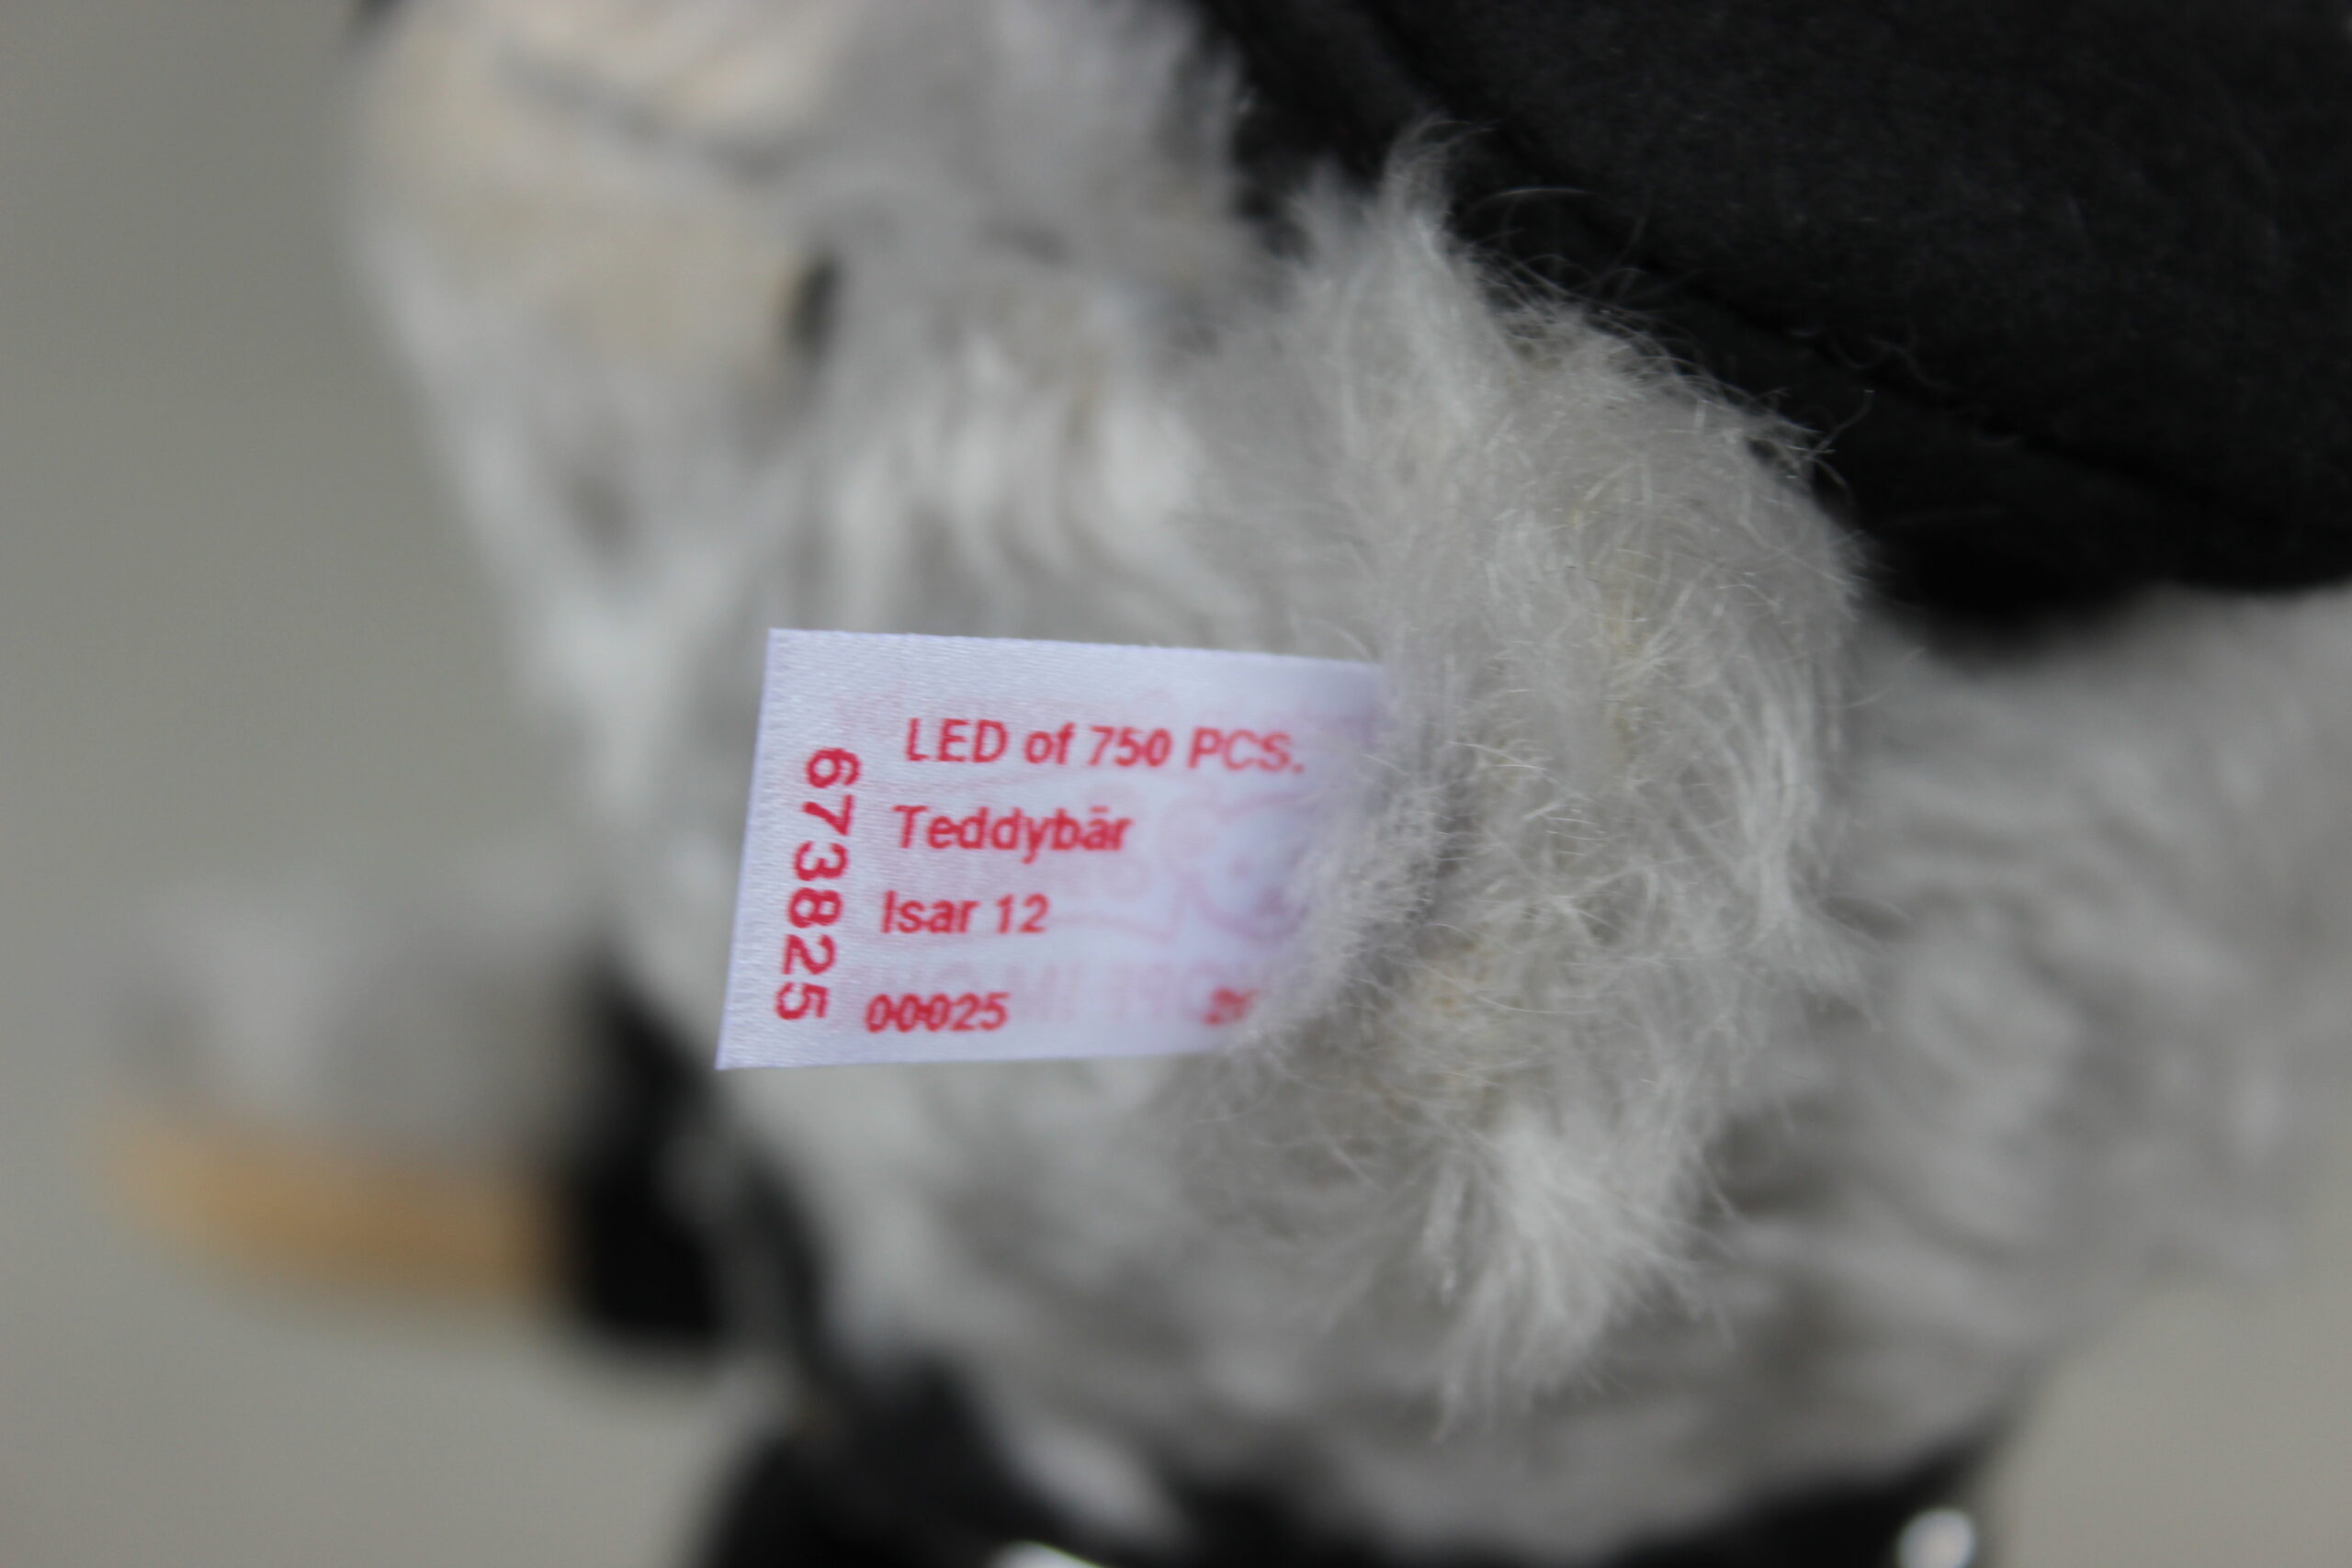 LED of 750 PCS.
Teddybär
Isar 12
00025
673825